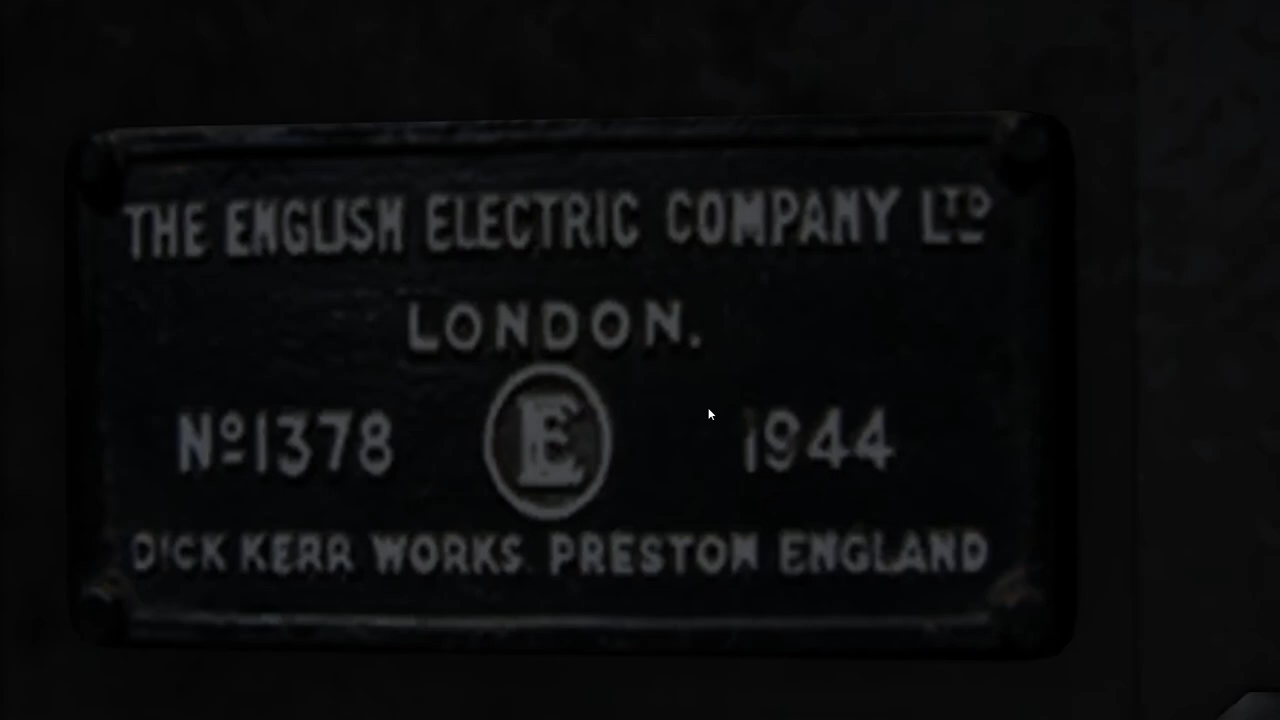 THE ENGLISH ELECTRIC COMPANY LTD
LONDON.
Nº1378 E 1944
DICK KERR WORKS. PRESTON ENGLAND